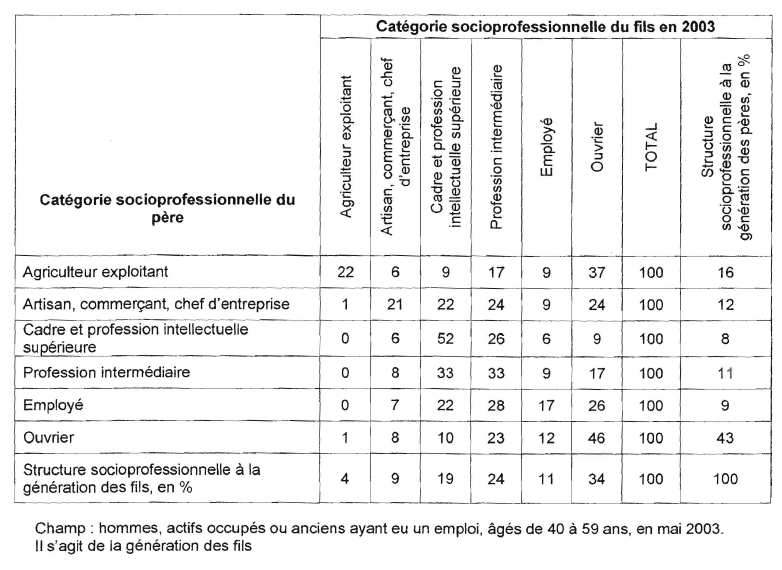 Catégorie socioprofessionnelle du fils en 2003
Catégorie socioprofessionnelle du
père
Agriculteur exploitant
Artisan, commerçant, chef
d'entreprise
Cadre et profession
intellectuelle supérieure
Profession intermédiaire
Employé
Ouvrier
TOTAL
Structure
socioprofessionnelle à la
génération des pères, en %
Agriculteur exploitant 22 6 9 17 9 37 100 16
Artisan, commerçant, chef d'entreprise 1 21 22 24 9 24 100 12
Cadre et profession intellectuelle
supérieure 0 6 52 26 6 9 100 8
Profession intermédiaire 0 8 33 33 9 17 100 11
Employé 0 7 22 28 17 26 100 9
Ouvrier 1 8 10 23 12 46 100 43
Structure socioprofessionnelle à la
génération des fils, en % 4 9 19 24 11 34 100 100
Champ : hommes, actifs occupés ou anciens ayant eu un emploi, âgés de 40 à 59 ans, en mai 2003.
Il s'agit de la génération des fils